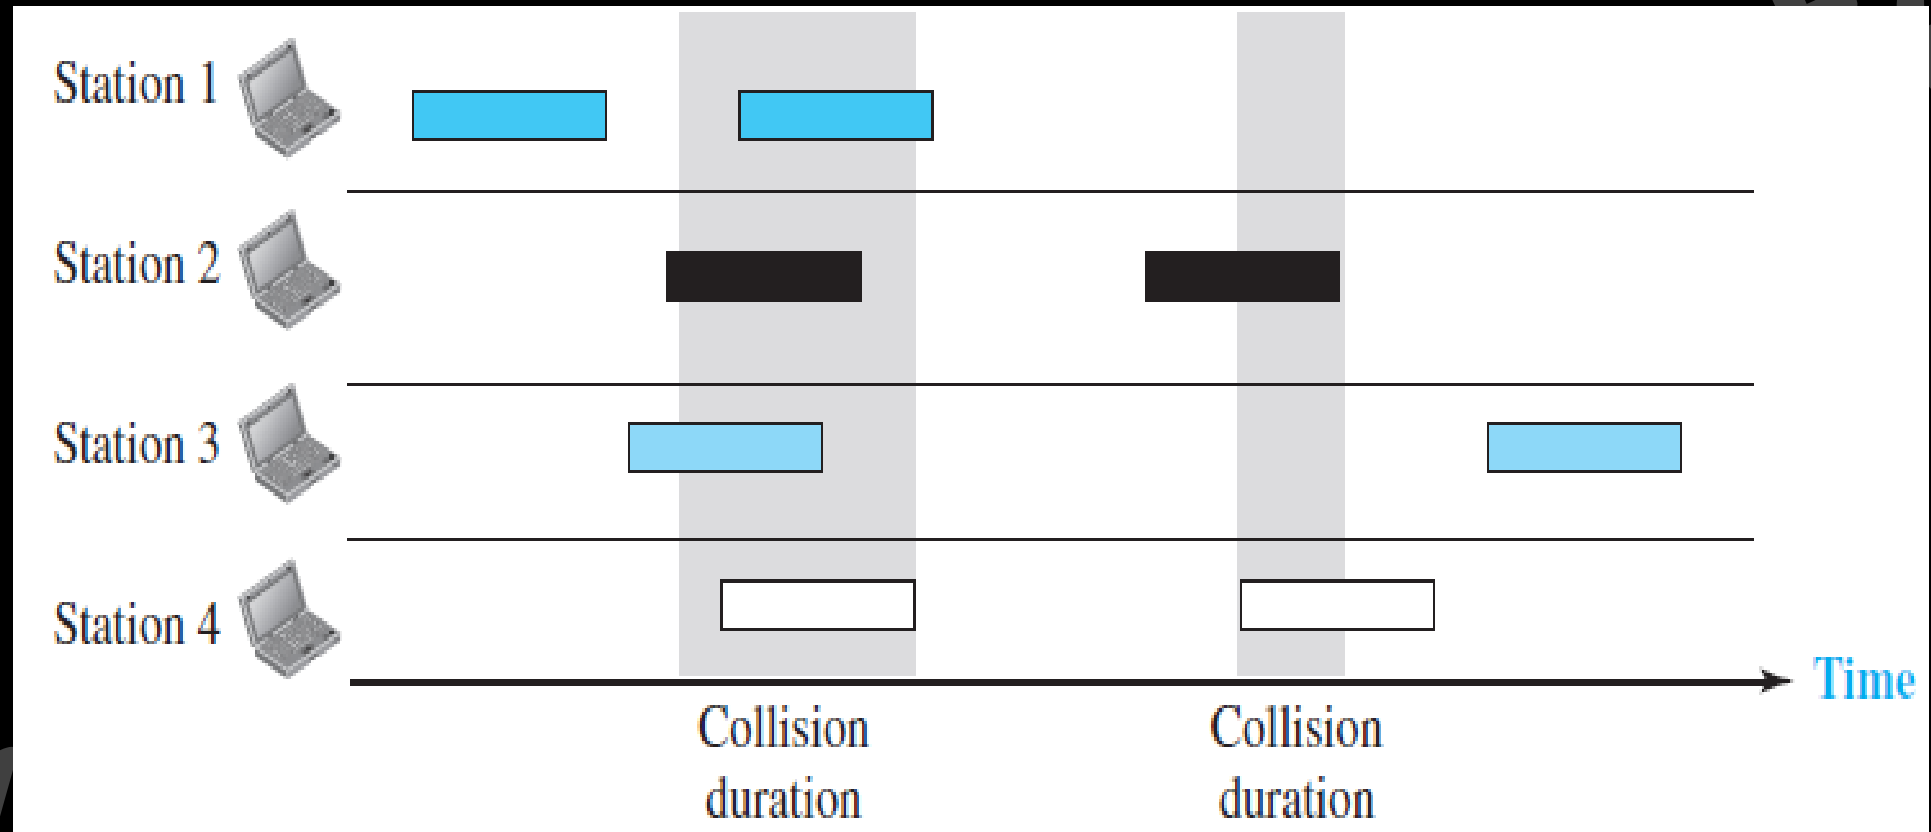 Station 1
Station 2
Station 3
Station 4
Time
Collision
duration
Collision
duration